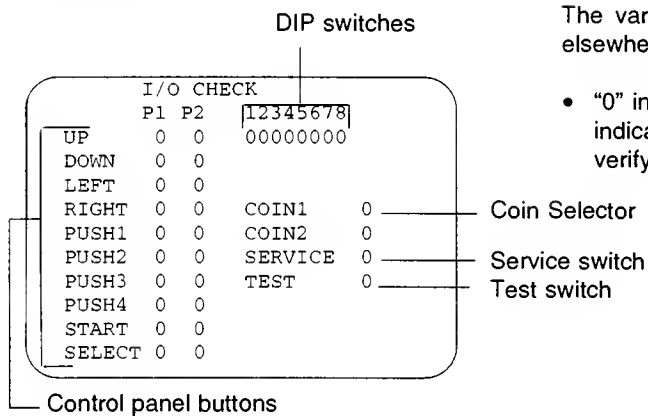 DIP switches
The var
elsewhe
• "0" in
indica
verify
I/O CHECK
P1 P2 12345678
UP 0 0 00000000
DOWN 0 0
LEFT 0 0
RIGHT 0 0 COIN1 0 Coin Selector
PUSH1 0 0 COIN2 0
PUSH2 0 0 SERVICE 0 Service switch
PUSH3 0 0 TEST 0 Test switch
PUSH4 0 0
START 0 0
SELECT 0 0
Control panel buttons